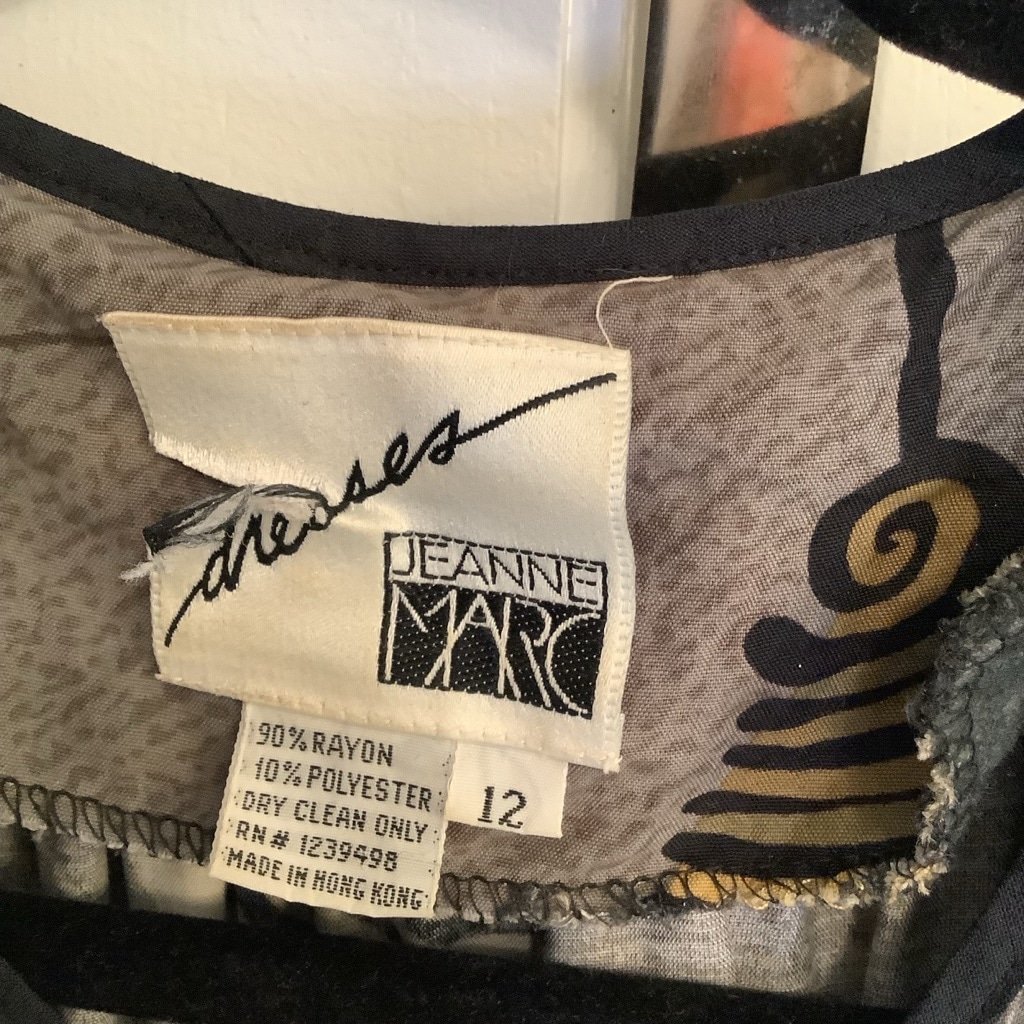 dresses
JEANNE
MARC
90% RAYON
10% POLYESTER
DRY CLEAN ONLY
RN# 1239498
MADE IN HONG KONG
12